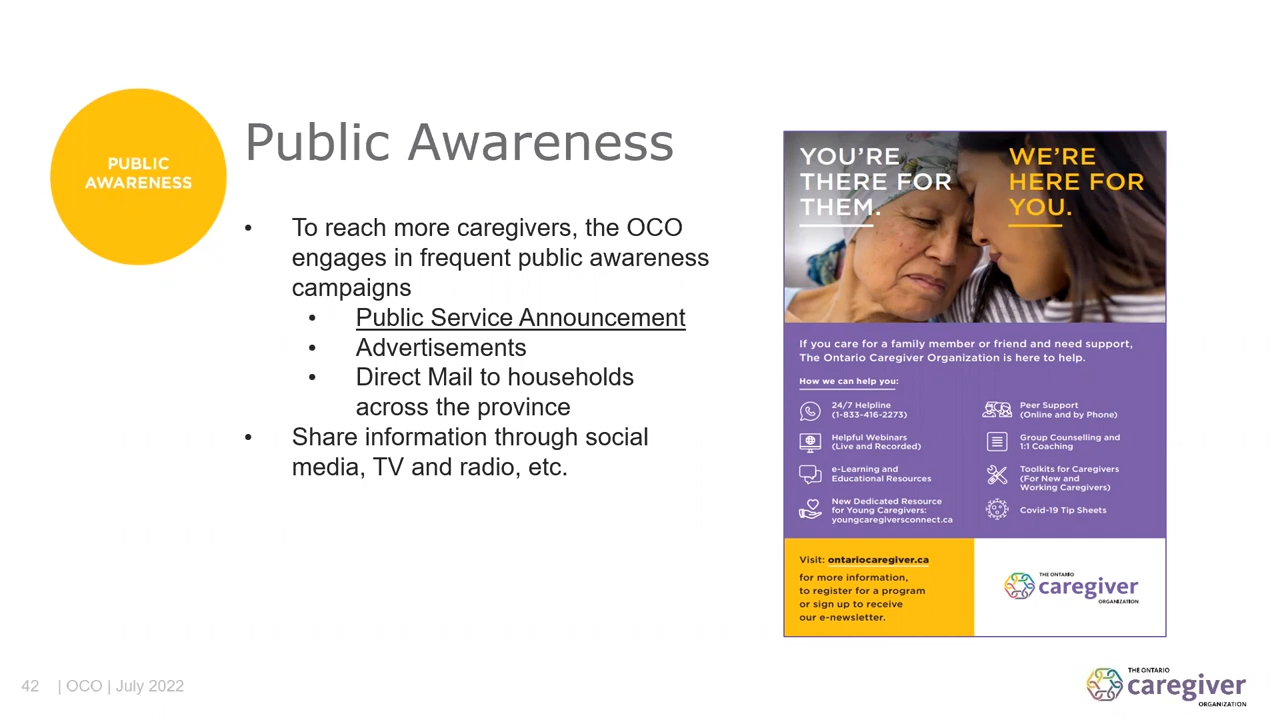 PUBLIC
AWARENESS
Public Awareness
• To reach more caregivers, the OCO
engages in frequent public awareness
campaigns
• Public Service Announcement
• Advertisements
• Direct Mail to households
across the province
• Share information through social
media, TV and radio, etc.
YOU'RE
THERE FOR
THEM.
WE'RE
HERE FOR
YOU.
If you care for a family member or friend and need support,
The Ontario Caregiver Organization is here to help.
How we can help you:
24/7 Helpline
(1-833-416-2273)
Helpful Webinars
(Live and Recorded)
e-Learning and
Educational Resources
New Dedicated Resource
for Young Caregivers:
youngcaregiversconnect.ca
Peer Support
(Online and by Phone)
Group Counselling and
1:1 Coaching
Toolkits for Caregivers
(For New and
Working Caregivers)
Covid-19 Tip Sheets
Visit: ontariocaregiver.ca
for more information,
to register for a program
or sign up to receive
our e-newsletter.
THE ONTARIO
caregiver
ORGANIZATION
42 | OCO | July 2022
THE ONTARIO
caregiver
ORGANIZATION